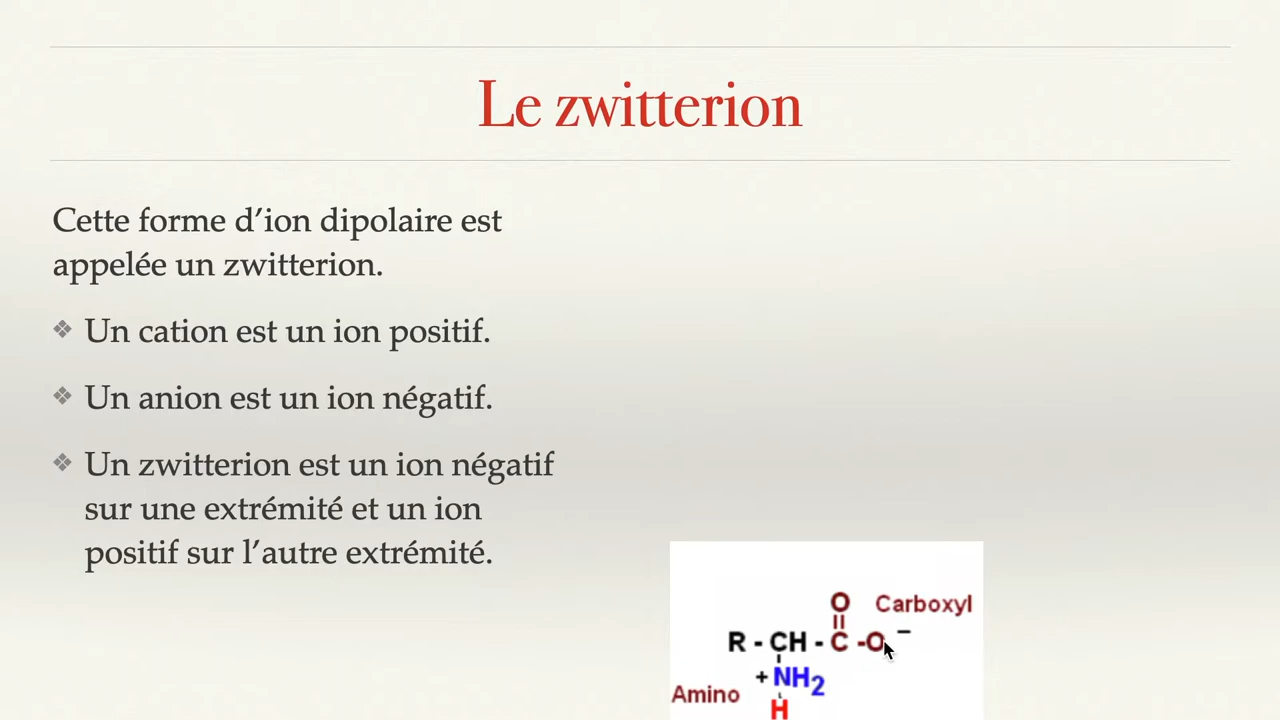 Le zwitterion
Cette forme d’ion dipolaire est
appelée un zwitterion.
❖ Un cation est un ion positif.
❖ Un anion est un ion négatif.
❖ Un zwitterion est un ion négatif
sur une extrémité et un ion
positif sur l’autre extrémité.
O Carboxyl
R - CH - C -O −
+ NH2
Amino
H